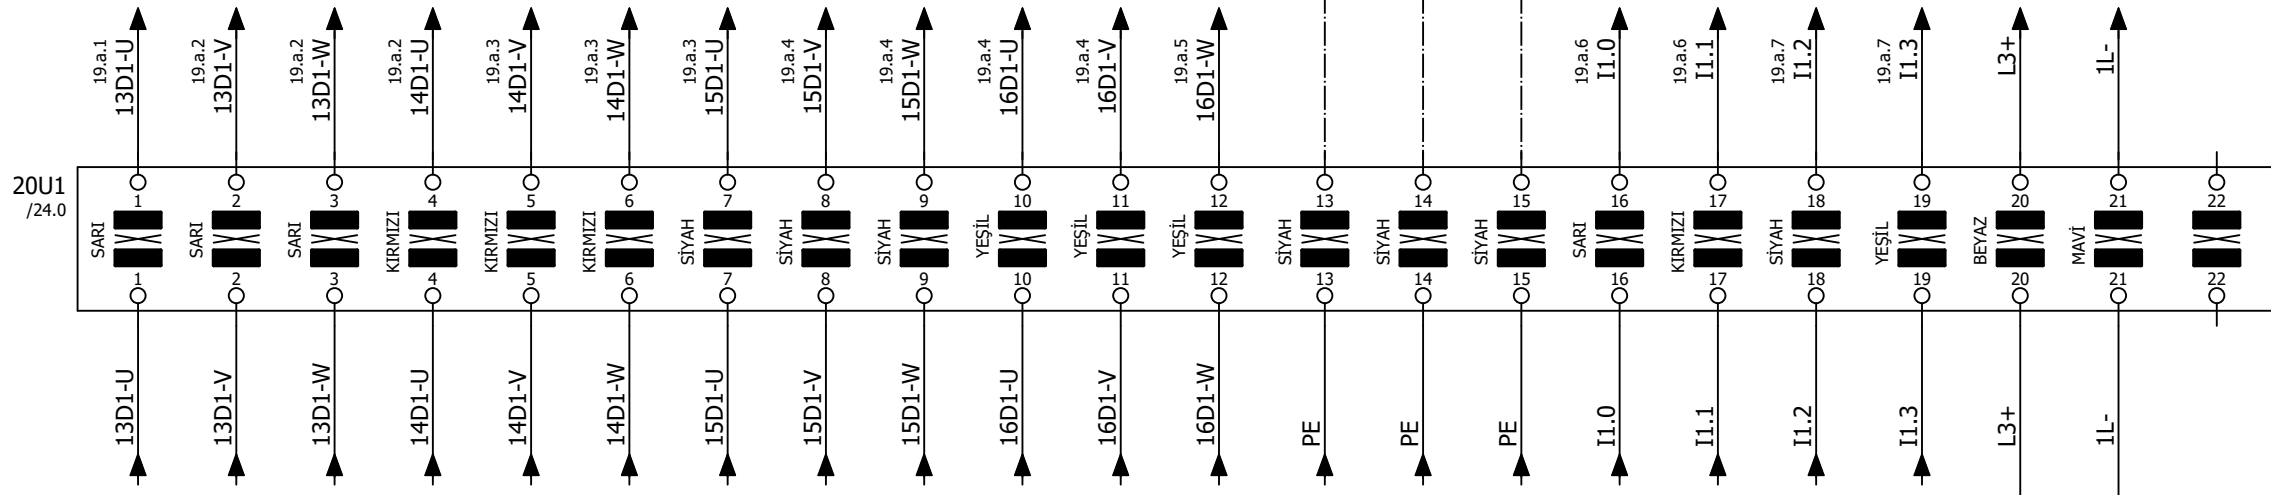 19.a.1
13D1-U
19.a.2
13D1-V
19.a.2
13D1-W
19.a.2
14D1-U
19.a.3
14D1-V
19.a.3
14D1-W
19.a.3
15D1-U
19.a.4
15D1-V
19.a.4
15D1-W
19.a.4
16D1-U
19.a.4
16D1-V
19.a.5
16D1-W
19.a.6
I1.0
19.a.6
I1.1
19.a.7
I1.2
19.a.7
I1.3
L3+
1L-
20U1
/24.0
1 2 3 4 5 6 7 8 9 10 11 12 13 14 15 16 17 18 19 20 21 22
SARI
SARI
SARI
KIRMIZI
KIRMIZI
KIRMIZI
SİYAH
SİYAH
SİYAH
YEŞİL
YEŞİL
YEŞİL
SİYAH
SİYAH
SİYAH
SARI
KIRMIZI
SİYAH
YEŞİL
BEYAZ
MAVİ
1 2 3 4 5 6 7 8 9 10 11 12 13 14 15 16 17 18 19 20 21 22
13D1-U
13D1-V
13D1-W
14D1-U
14D1-V
14D1-W
15D1-U
15D1-V
15D1-W
16D1-U
16D1-V
16D1-W
PE
PE
PE
I1.0
I1.1
I1.2
I1.3
L3+
1L-